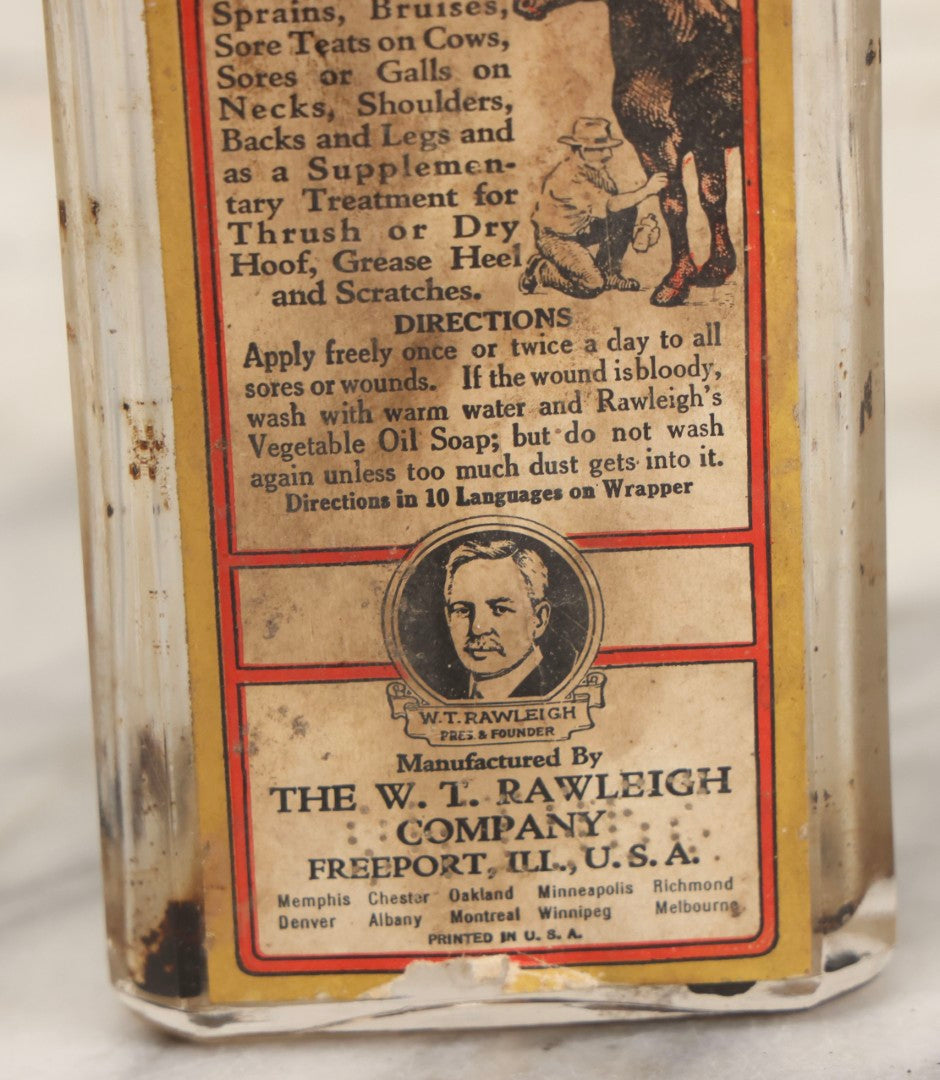 Sprains, Bruises,
Sore Teats on Cows,
Sores or Galls on
Necks, Shoulders,
Backs and Legs and
as a Supplemen-
tary Treatment for
Thrush or Dry
Hoof, Grease Heel
and Scratches.
DIRECTIONS
Apply freely once or twice a day to all
sores or wounds. If the wound is bloody,
wash with warm water and Rawleigh's
Vegetable Oil Soap; but do not wash
again unless too much dust gets into it.
Directions in 10 Languages on Wrapper
W.T. RAWLEIGH
PRES. & FOUNDER
Manufactured By
THE W. T. RAWLEIGH
COMPANY
FREEPORT, ILL., U. S. A.
Memphis Chester Oakland Minneapolis Richmond
Denver Albany Montreal Winnipeg Melbourne
PRINTED IN U. S. A.